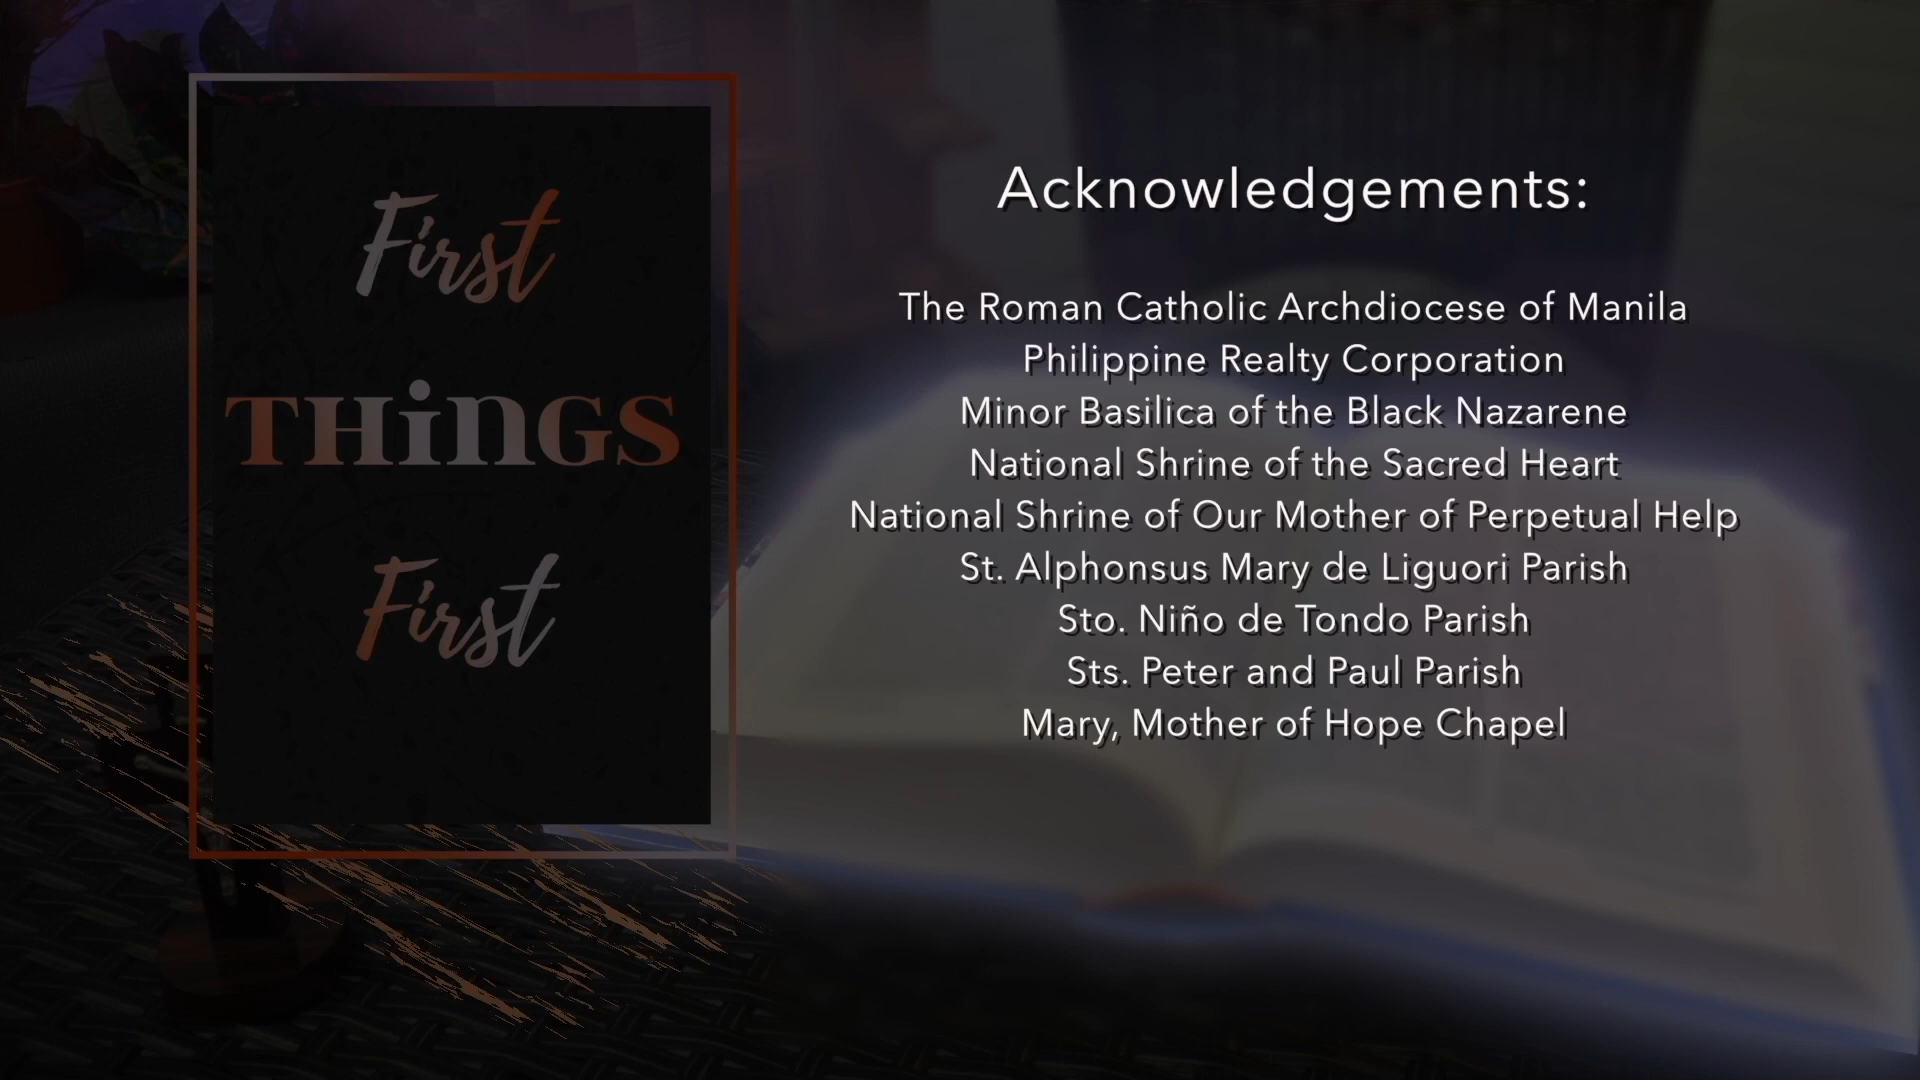 First
THiNGS
First
Acknowledgements:
The Roman Catholic Archdiocese of Manila
Philippine Realty Corporation
Minor Basilica of the Black Nazarene
National Shrine of the Sacred Heart
National Shrine of Our Mother of Perpetual Help
St. Alphonsus Mary de Liguori Parish
Sto. Niño de Tondo Parish
Sts. Peter and Paul Parish
Mary, Mother of Hope Chapel